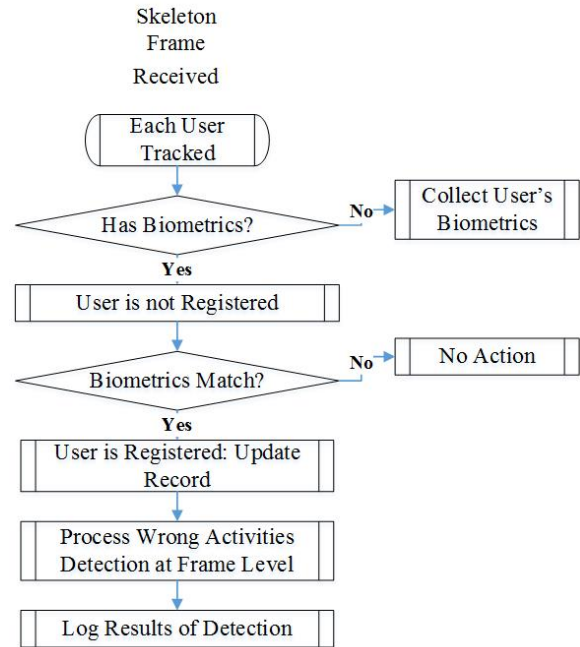 Skeleton
Frame
Received
Each User
Tracked
Has Biometrics?
No
Collect User's
Biometrics
Yes
User is not Registered
Biometrics Match?
No
No Action
Yes
User is Registered: Update
Record
Process Wrong Activities
Detection at Frame Level
Log Results of Detection